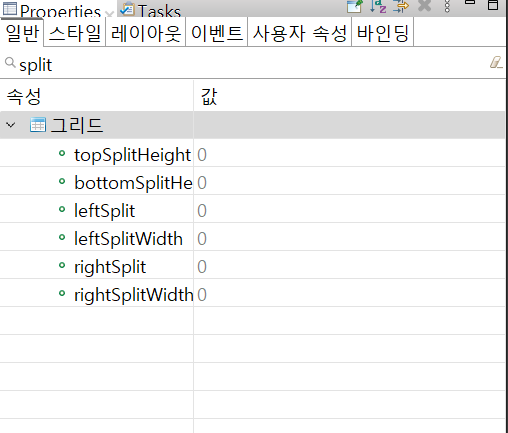 Properties Tasks
일반 스타일 레이아웃 이벤트 사용자 속성 바인딩
split
속성 값
그리드
topSplitHeight 0
bottomSplitHe 0
leftSplit 0
leftSplitWidth 0
rightSplit 0
rightSplitWidth 0